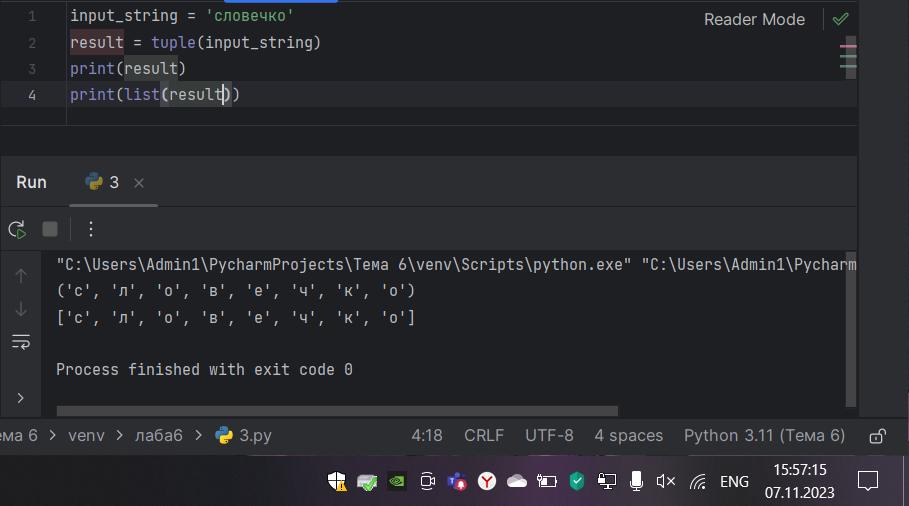 1 input_string = 'словечко'
Reader Mode
2 result = tuple(input_string)
3 print(result)
4 print(list(result))
Run 3
"C:\Users\Admin1\PycharmProjects\Тема 6\venv\Scripts\python.exe" "C:\Users\Admin1\Pycharm
('с', 'л', 'о', 'в', 'е', 'ч', 'к', 'о')
['с', 'л', 'о', 'в', 'е', 'ч', 'к', 'о']
Process finished with exit code 0
ема 6 > venv > лаба6 > 3.py 4:18 CRLF UTF-8 4 spaces Python 3.11 (Тема 6)
ENG 15:57:15
07.11.2023